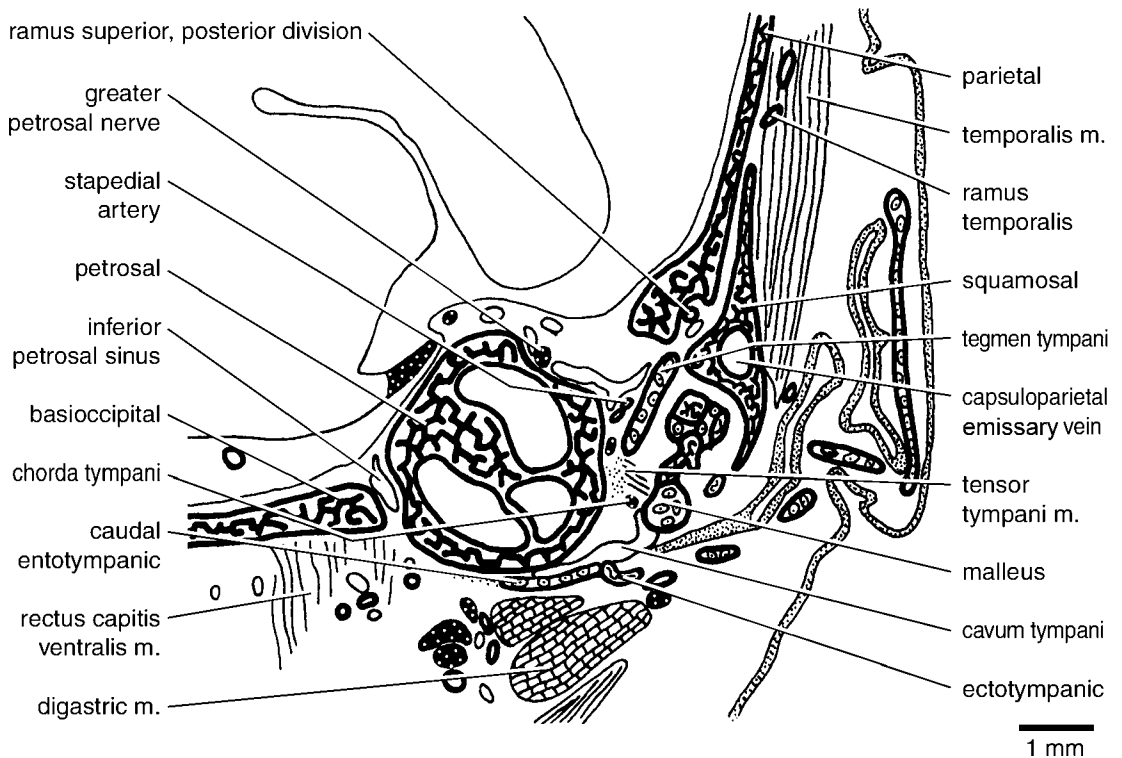 ramus superior, posterior division
greater
petrosal nerve
stapedial
artery
petrosal
inferior
petrosal sinus
basioccipital
chorda tympani
caudal
entotympanic
rectus capitis
ventralis m.
digastric m.
parietal
temporalis m.
ramus
temporalis
squamosal
tegmen tympani
capsuloparietal
emissary vein
tensor
tympani m.
malleus
cavum tympani
ectotympanic
1 mm